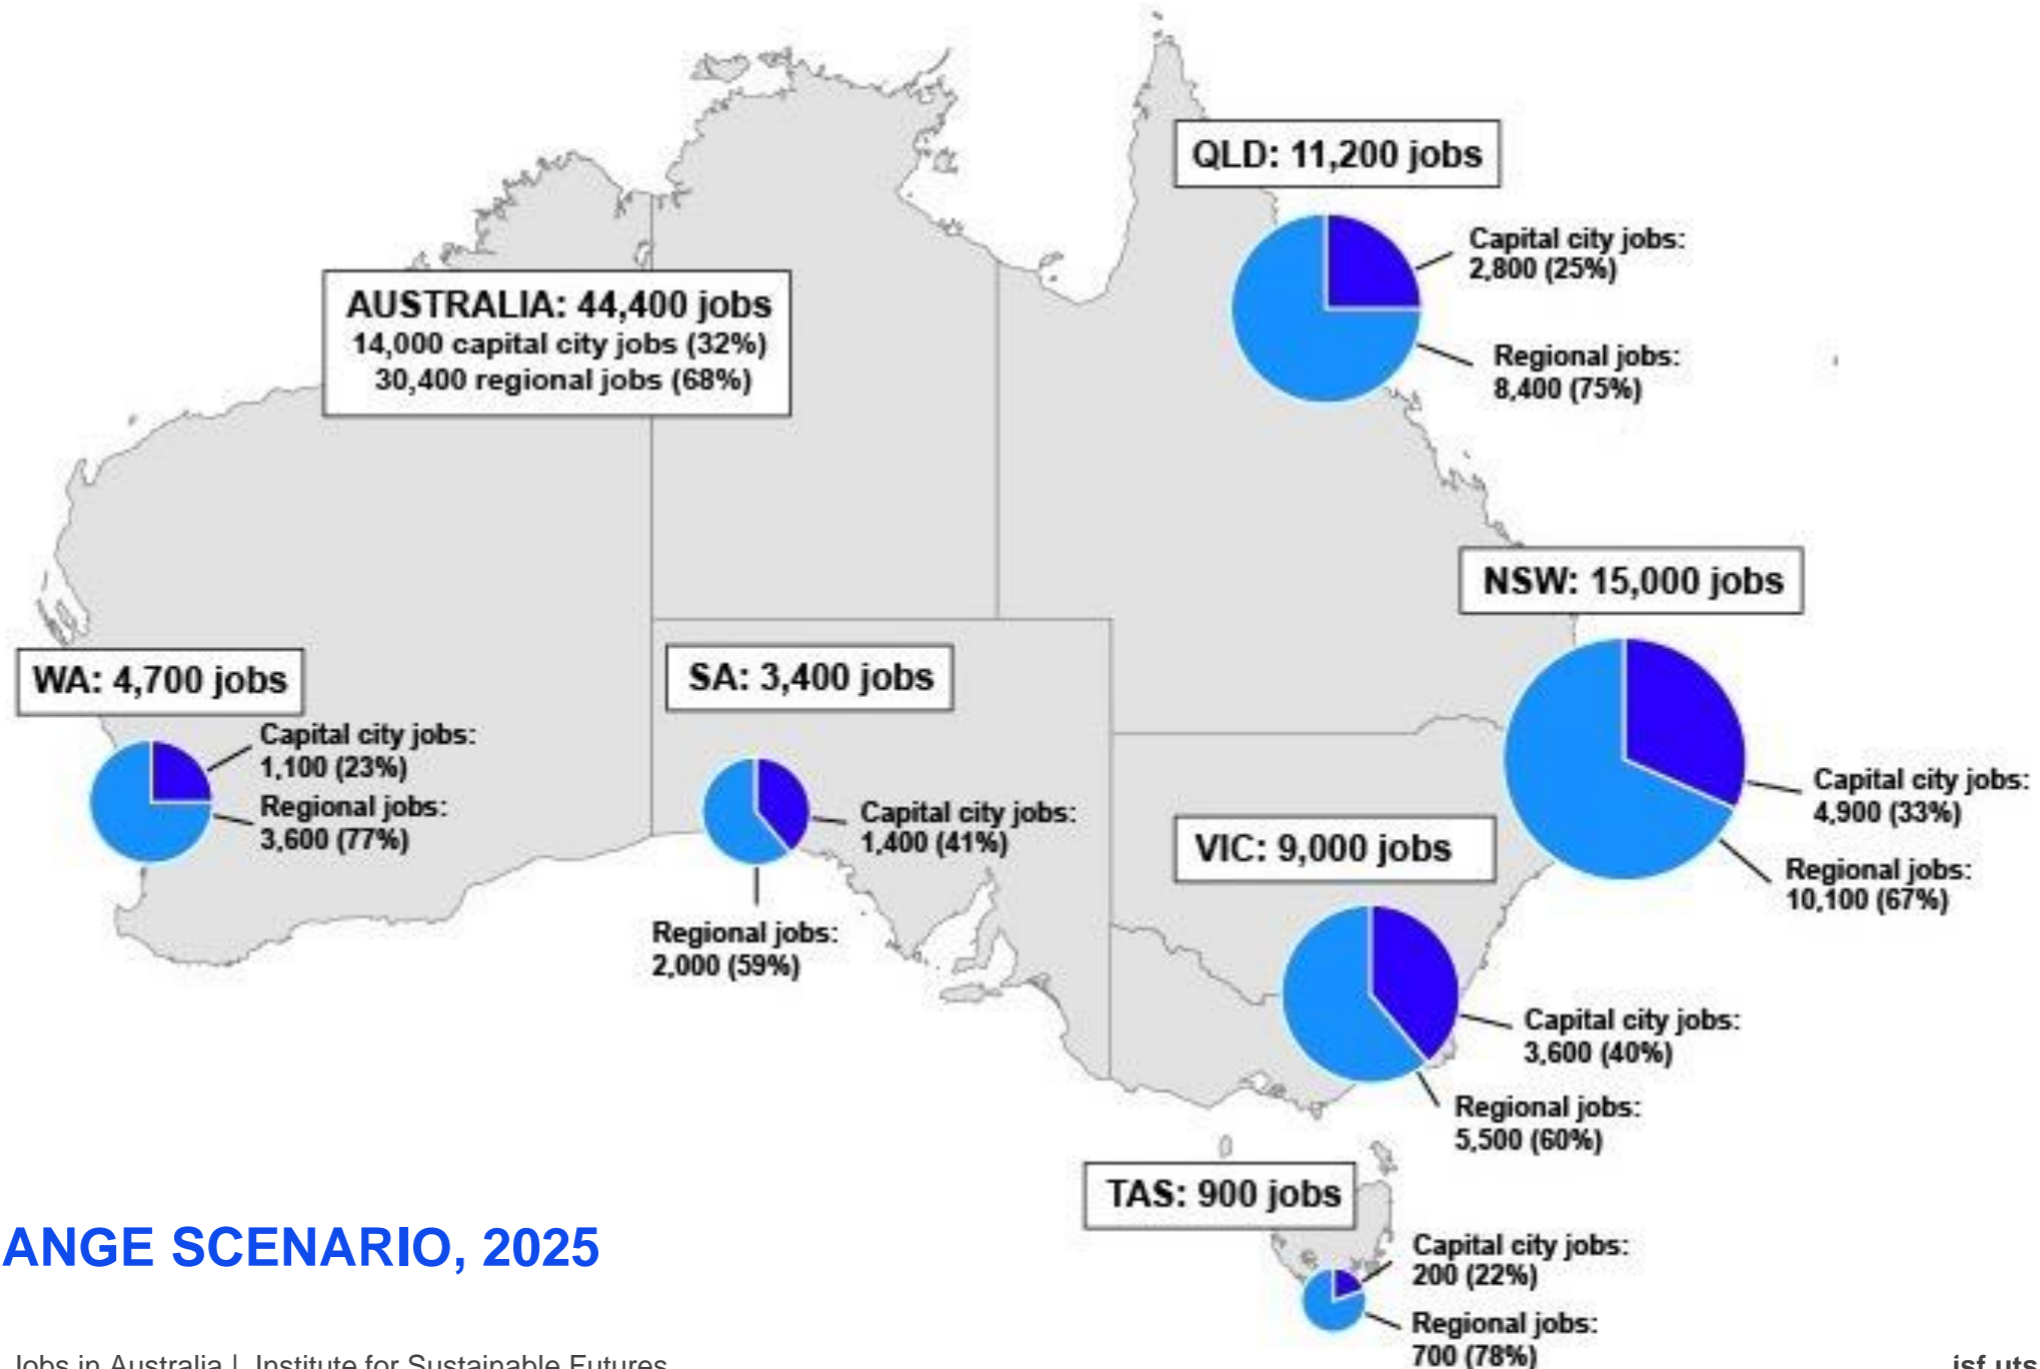 QLD: 11,200 jobs
Capital city jobs:
2,800 (25%)
Regional jobs:
8,400 (75%)
AUSTRALIA: 44,400 jobs
14,000 capital city jobs (32%)
30,400 regional jobs (68%)
NSW: 15,000 jobs
Capital city jobs:
4,900 (33%)
Regional jobs:
10,100 (67%)
WA: 4,700 jobs
Capital city jobs:
1,100 (23%)
Regional jobs:
3,600 (77%)
SA: 3,400 jobs
Capital city jobs:
1,400 (41%)
Regional jobs:
2,000 (59%)
VIC: 9,000 jobs
Capital city jobs:
3,600 (40%)
Regional jobs:
5,500 (60%)
TAS: 900 jobs
Capital city jobs:
200 (22%)
Regional jobs:
700 (78%)
ANGE SCENARIO, 2025
Jobs in Australia | Institute for Sustainable Futures
isf.uts